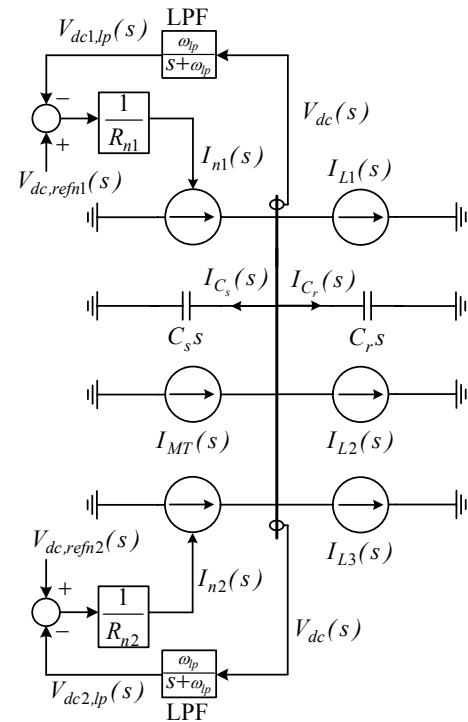 LPF
V_{dc1,lp}(s)
ω_{lp}
s+ω_{lp}
V_{dc}(s)
−
+
1
R_{n1}
V_{dc,refn1}(s)
I_{n1}(s)
I_{L1}(s)
I_{C_s}(s)
I_{C_r}(s)
C_s s
C_r s
I_{MT}(s)
I_{L2}(s)
V_{dc,refn2}(s)
I_{n2}(s)
I_{L3}(s)
+
−
1
R_{n2}
V_{dc}(s)
V_{dc2,lp}(s)
ω_{lp}
s+ω_{lp}
LPF